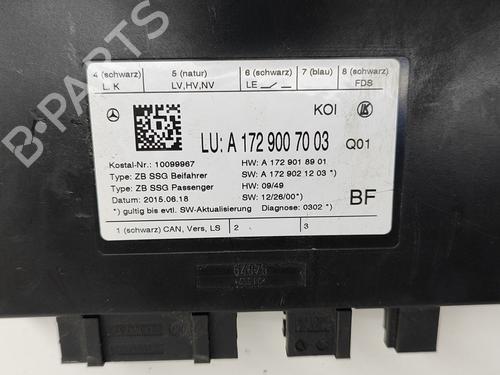 4 (schwarz) 5 (natur) 6 (schwarz) 7 (blau) 8 (schwarz)
L, K LV,HV,NV LE FDS
KOI
LU: A 172 900 70 03 Q01
Kostal-Nr.: 10099967 HW: A 172 901 89 01
Type: ZB SSG Beifahrer SW: A 172 902 12 03 *)
Type: ZB SSG Passenger HW: 09/49
Datum: 2015.06.18 SW: 12/26/00*) BF
*) gultig bis evtl. SW-Aktualisierung Diagnose: 0302 *)
1 (schwarz) CAN, Vers, LS 2 3
B-PARTS